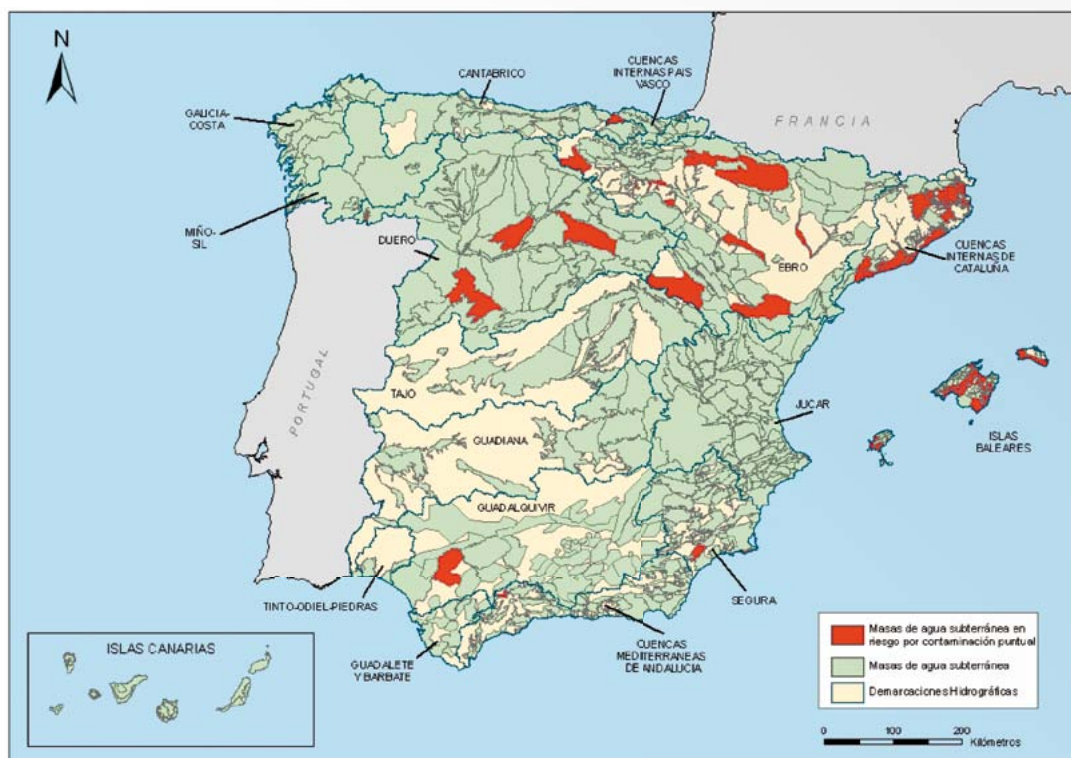 N
CANTABRICO
CUENCAS
INTERNAS PAIS
VASCO
GALICIA-
COSTA
FRANCIA
MIÑO-
SIL
DUERO
EBRO
CUENCAS
INTERNAS DE
CATALUÑA
PORTUGAL
TAJO
JUCAR
GUADIANA
ISLAS
BALEARES
GUADALQUIVIR
TINTO-ODIEL-PIEDRAS
SEGURA
GUADALETE
Y BARBATE
CUENCAS
MEDITERRANEAS
DE ANDALUCIA
ISLAS CANARIAS
Masas de agua subterránea en
riesgo por contaminación puntual
Masas de agua subterránea
Demarcaciones Hidrográficas
0 100 200
Kilómetros